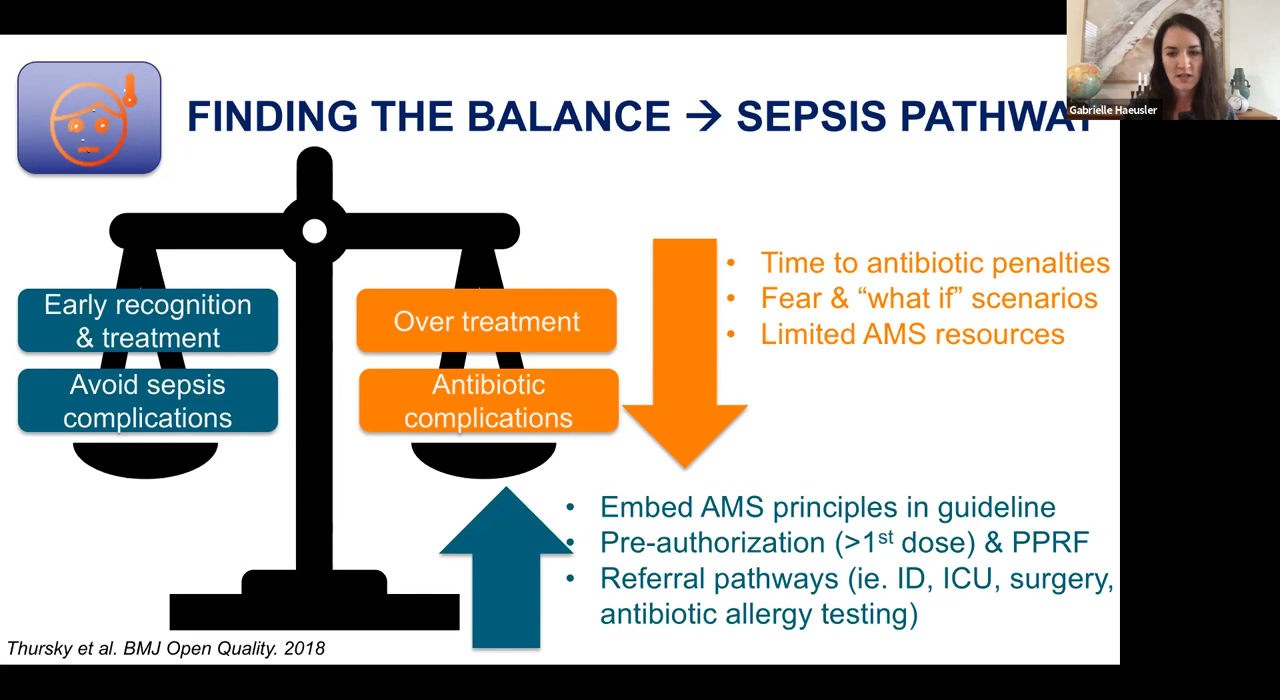 Gabrielle Haeusler
FINDING THE BALANCE → SEPSIS PATHWAY
Early recognition
& treatment
Avoid sepsis
complications
Over treatment
Antibiotic
complications
• Time to antibiotic penalties
• Fear & “what if” scenarios
• Limited AMS resources
• Embed AMS principles in guideline
• Pre-authorization (>1st dose) & PPRF
• Referral pathways (ie. ID, ICU, surgery,
antibiotic allergy testing)
Thursky et al. BMJ Open Quality. 2018